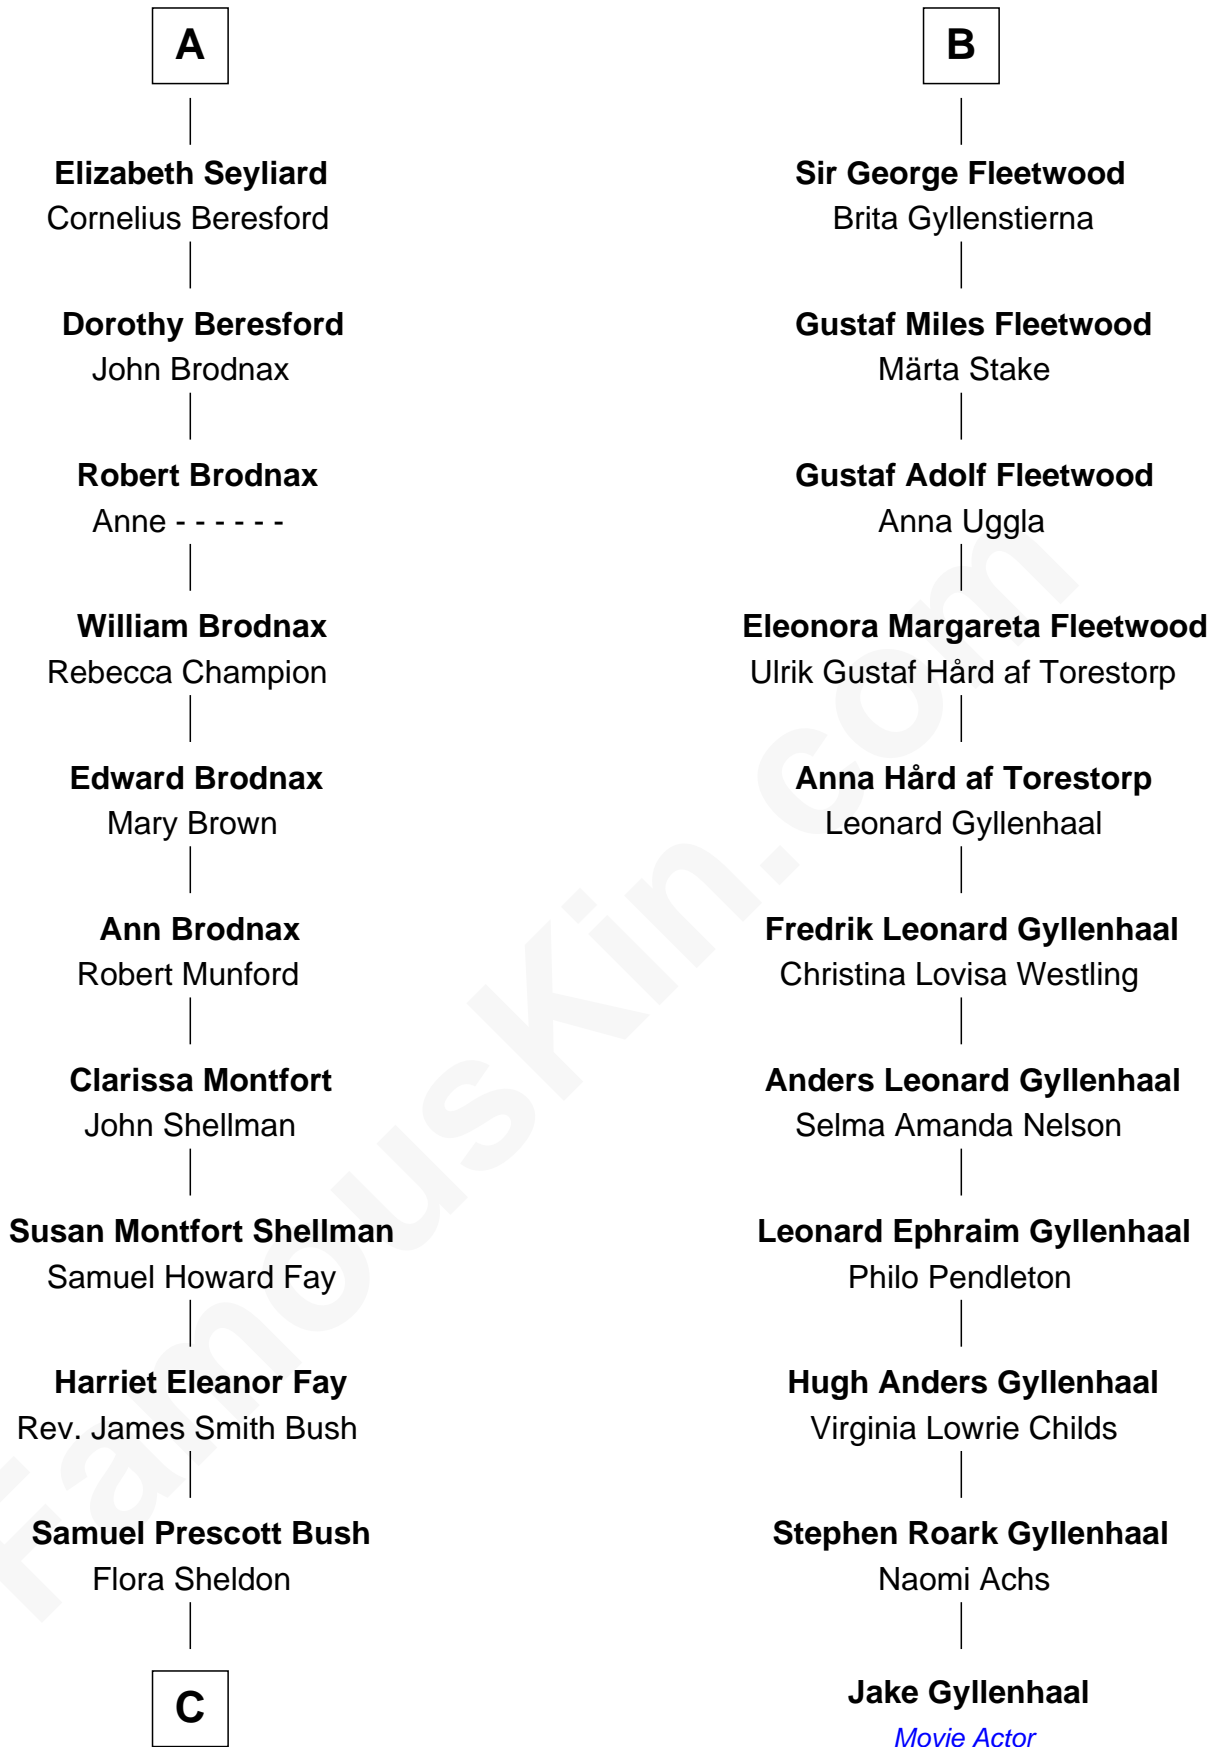 A
Elizabeth Seyliard
Cornelius Beresford
Dorothy Beresford
John Brodnax
Robert Brodnax
Anne - - - - - -
William Brodnax
Rebecca Champion
Edward Brodnax
Mary Brown
Ann Brodnax
Robert Munford
Clarissa Montfort
John Shellman
Susan Montfort Shellman
Samuel Howard Fay
Harriet Eleanor Fay
Rev. James Smith Bush
Samuel Prescott Bush
Flora Sheldon
C
B
Sir George Fleetwood
Brita Gyllenstierna
Gustaf Miles Fleetwood
Märta Stake
Gustaf Adolf Fleetwood
Anna Uggla
Eleonora Margareta Fleetwood
Ulrik Gustaf Hård af Torestorp
Anna Hård af Torestorp
Leonard Gyllenhaal
Fredrik Leonard Gyllenhaal
Christina Lovisa Westling
Anders Leonard Gyllenhaal
Selma Amanda Nelson
Leonard Ephraim Gyllenhaal
Philo Pendleton
Hugh Anders Gyllenhaal
Virginia Lowrie Childs
Stephen Roark Gyllenhaal
Naomi Achs
Jake Gyllenhaal
Movie Actor
FamousKin.com